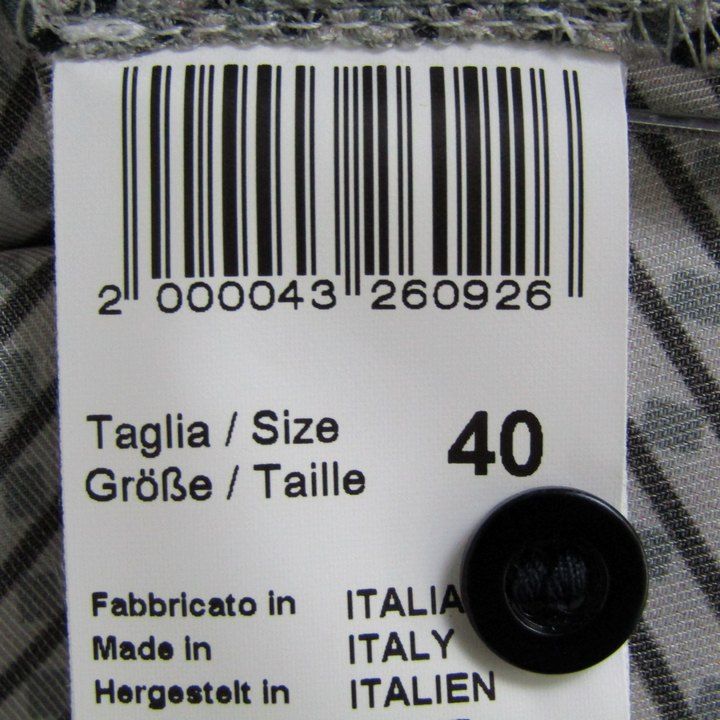 2 000043 260926
Taglia / Size 40
Größe / Taille
Fabbricato in ITALIA
Made in ITALY
Hergestelt in ITALIEN